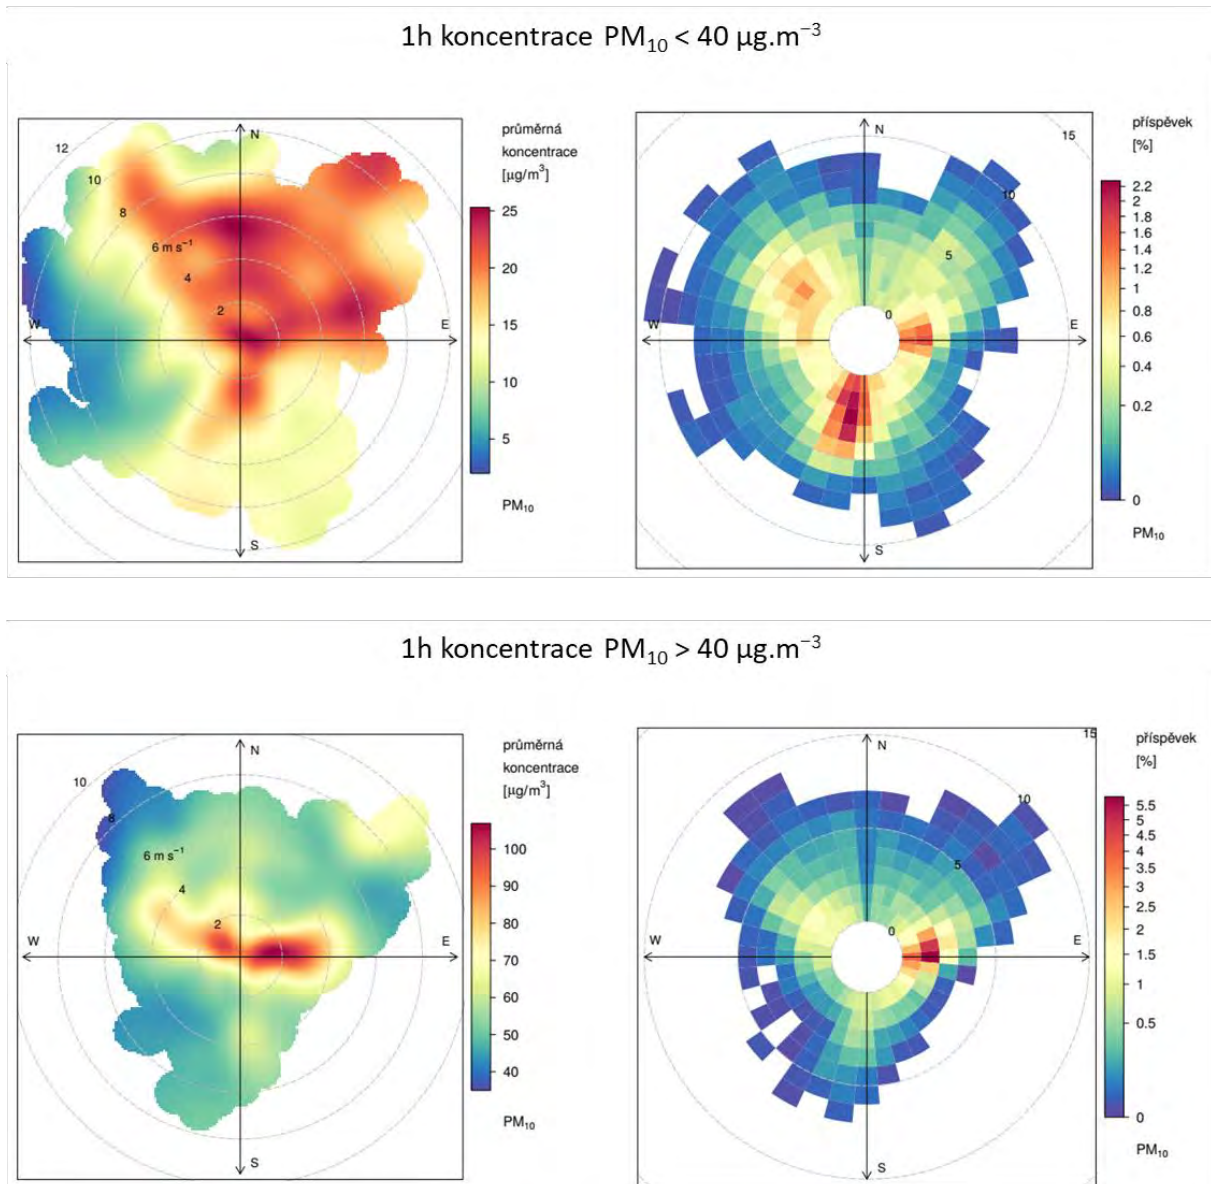 1h koncentrace PM₁₀ < 40 µg.m⁻³
průměrná
koncentrace
[µg/m³]
12
10
8
6 m s⁻¹
4
2
N
W
E
S
25
20
15
10
5
PM₁₀
příspěvek
[%]
15
10
5
0
N
W
E
S
2.2
2
1.8
1.6
1.4
1.2
1
0.8
0.6
0.4
0.2
0
PM₁₀
1h koncentrace PM₁₀ > 40 µg.m⁻³
průměrná
koncentrace
[µg/m³]
10
8
6 m s⁻¹
4
2
N
W
E
S
100
90
80
70
60
50
40
PM₁₀
příspěvek
[%]
15
10
5
0
N
W
E
S
5.5
5
4.5
4
3.5
3
2.5
2
1.5
1
0.5
0
PM₁₀